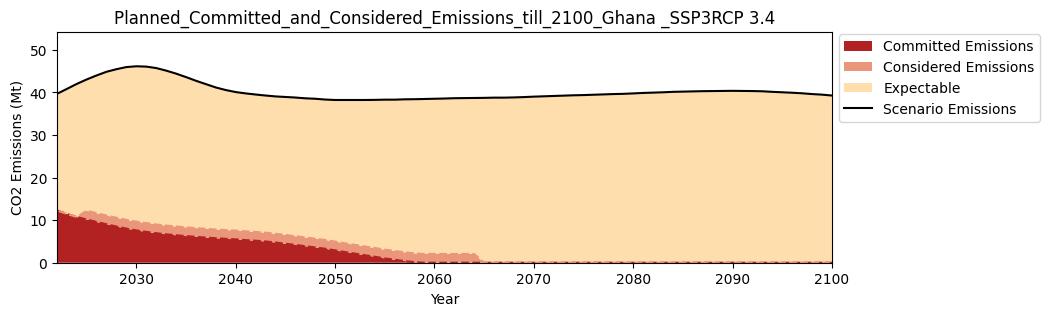 Planned_Committed_and_Considered_Emissions_till_2100_Ghana _SSP3RCP 3.4
CO2 Emissions (Mt)
50
40
30
20
10
0
2030 2040 2050 2060 2070 2080 2090 2100
Year
Committed Emissions
Considered Emissions
Expectable
Scenario Emissions